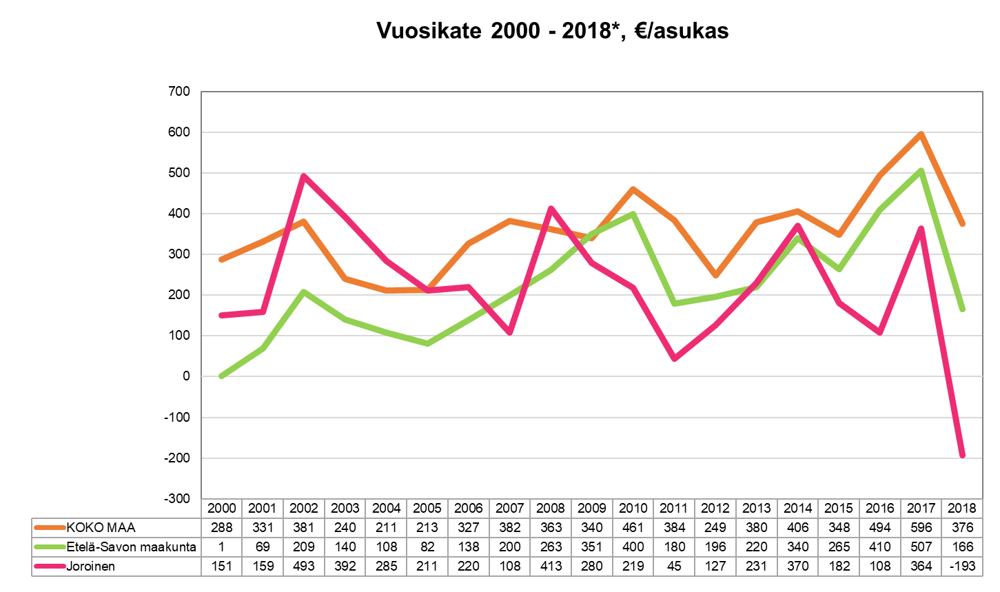 Vuosikate 2000 - 2018*, €/asukas
700
600
500
400
300
200
100
0
-100
-200
-300
2000 2001 2002 2003 2004 2005 2006 2007 2008 2009 2010 2011 2012 2013 2014 2015 2016 2017 2018
KOKO MAA 288 331 381 240 211 213 327 382 363 340 461 384 249 380 406 348 494 596 376
Etelä-Savon maakunta 1 69 209 140 108 82 138 200 263 351 400 180 196 220 340 265 410 507 166
Joroinen 151 159 493 392 285 211 220 108 413 280 219 45 127 231 370 182 108 364 -193